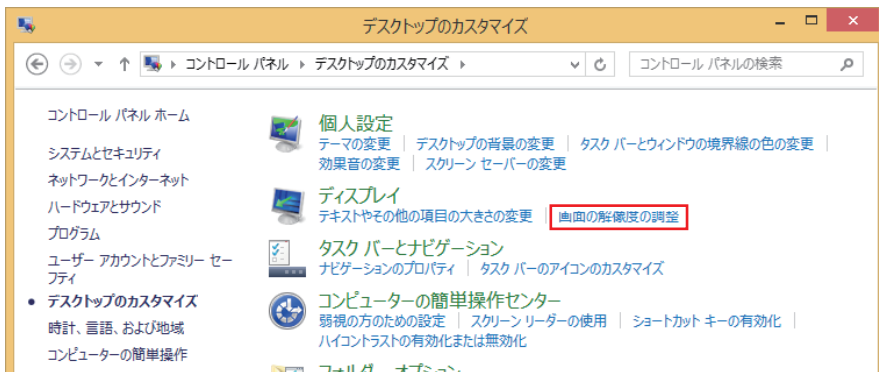 デスクトップのカスタマイズ
コントロール パネル デスクトップのカスタマイズ
コントロール パネルの検索
コントロール パネル ホーム
システムとセキュリティ
ネットワークとインターネット
ハードウェアとサウンド
プログラム
ユーザー アカウントとファミリー セー
フティ
デスクトップのカスタマイズ
時計、言語、および地域
コンピューターの簡単操作
個人設定
テーマの変更 デスクトップの背景の変更 タスク バーとウィンドウの境界線の色の変更
効果音の変更 スクリーン セーバーの変更
ディスプレイ
テキストやその他の項目の大きさの変更 画面の解像度の調整
タスク バーとナビゲーション
ナビゲーションのプロパティ タスク バーのアイコンのカスタマイズ
コンピューターの簡単操作センター
弱視の方のための設定 スクリーン リーダーの使用 ショートカット キーの有効化
ハイコントラストの有効化または無効化
フォルダー オプション